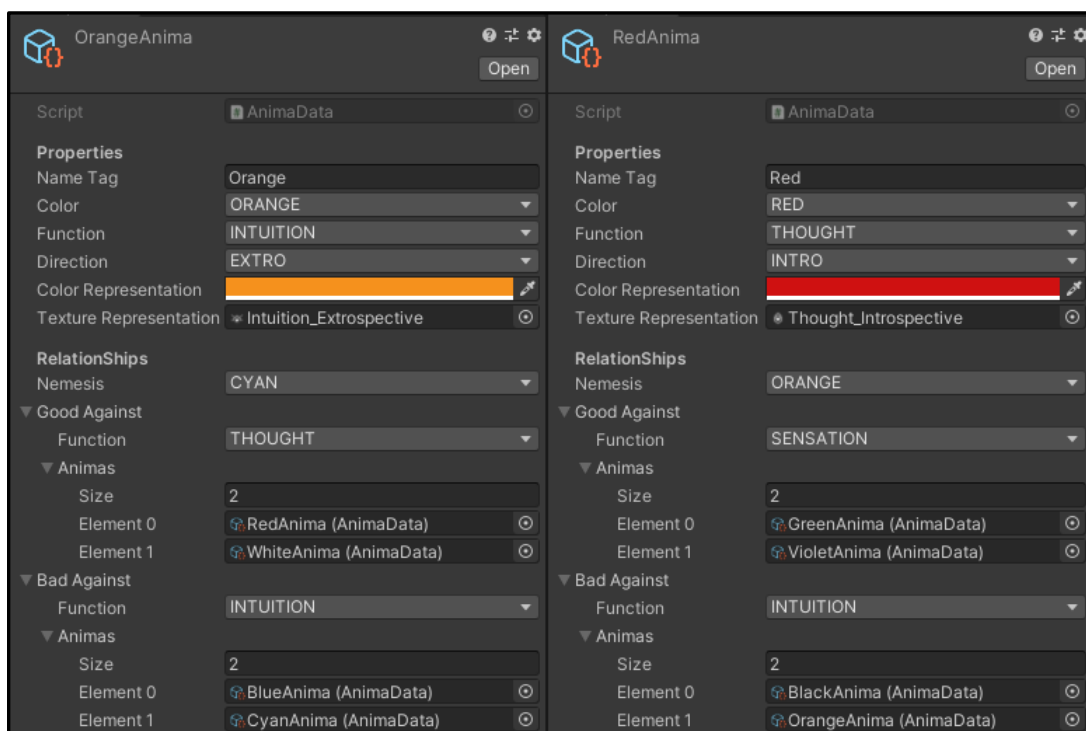 OrangeAnima
Open
Script AnimaData
Properties
Name Tag Orange
Color ORANGE
Function INTUITION
Direction EXTRO
Color Representation
Texture Representation Intuition_Extrospective
RelationShips
Nemesis CYAN
Good Against
Function THOUGHT
Animas
Size 2
Element 0 RedAnima (AnimaData)
Element 1 WhiteAnima (AnimaData)
Bad Against
Function INTUITION
Animas
Size 2
Element 0 BlueAnima (AnimaData)
Element 1 CyanAnima (AnimaData)
RedAnima
Open
Script AnimaData
Properties
Name Tag Red
Color RED
Function THOUGHT
Direction INTRO
Color Representation
Texture Representation Thought_Introspective
RelationShips
Nemesis ORANGE
Good Against
Function SENSATION
Animas
Size 2
Element 0 GreenAnima (AnimaData)
Element 1 VioletAnima (AnimaData)
Bad Against
Function INTUITION
Animas
Size 2
Element 0 BlackAnima (AnimaData)
Element 1 OrangeAnima (AnimaData)